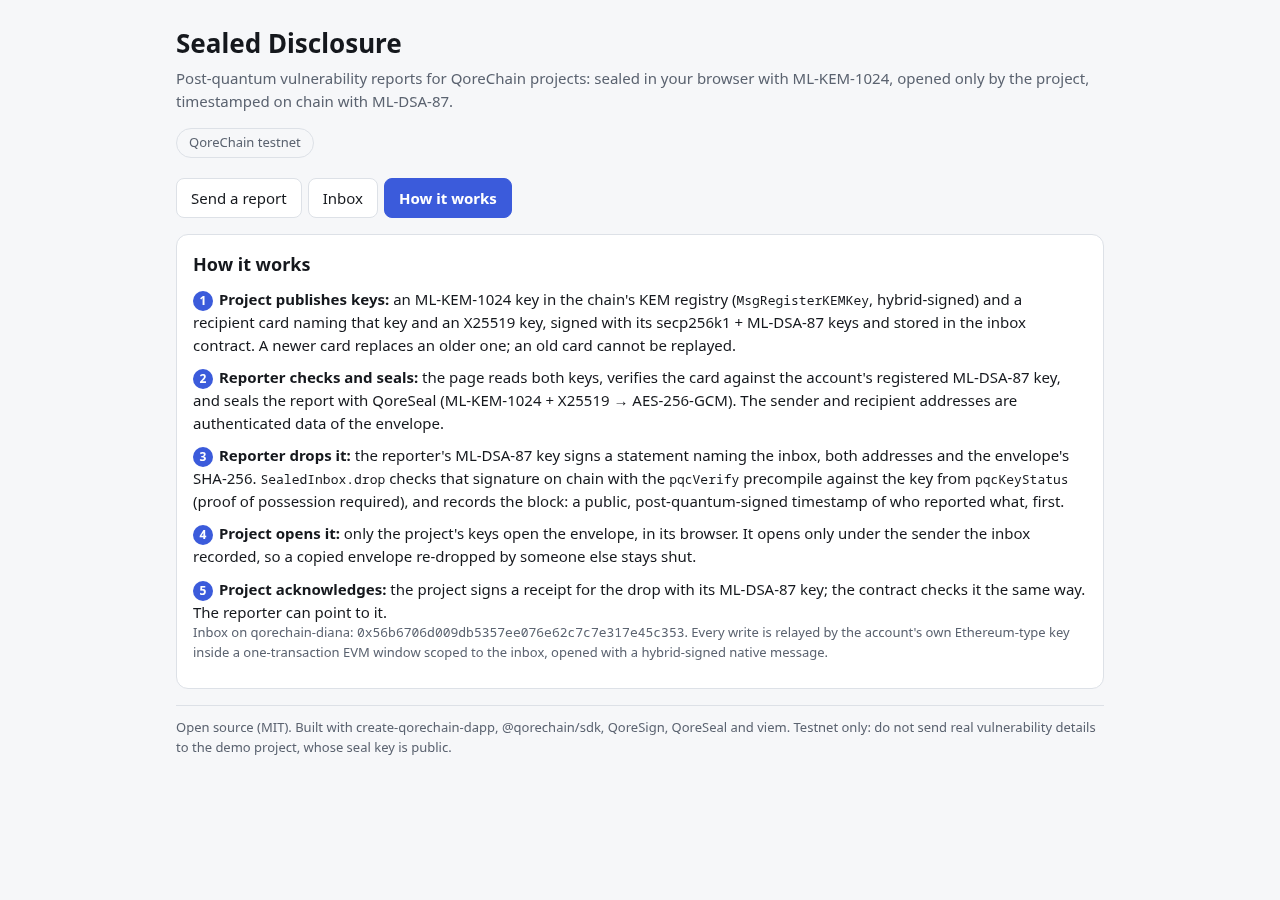 Sealed Disclosure
Post-quantum vulnerability reports for QoreChain projects: sealed in your browser with ML-KEM-1024, opened only by the project,
timestamped on chain with ML-DSA-87.
QoreChain testnet
Send a report
Inbox
How it works
How it works
1 Project publishes keys: an ML-KEM-1024 key in the chain's KEM registry (MsgRegisterKEMKey, hybrid-signed) and a
recipient card naming that key and an X25519 key, signed with its secp256k1 + ML-DSA-87 keys and stored in the inbox
contract. A newer card replaces an older one; an old card cannot be replayed.
2 Reporter checks and seals: the page reads both keys, verifies the card against the account's registered ML-DSA-87 key,
and seals the report with QoreSeal (ML-KEM-1024 + X25519 → AES-256-GCM). The sender and recipient addresses are
authenticated data of the envelope.
3 Reporter drops it: the reporter's ML-DSA-87 key signs a statement naming the inbox, both addresses and the envelope's
SHA-256. SealedInbox.drop checks that signature on chain with the pqcVerify precompile against the key from pqcKeyStatus
(proof of possession required), and records the block: a public, post-quantum-signed timestamp of who reported what, first.
4 Project opens it: only the project's keys open the envelope, in its browser. It opens only under the sender the inbox
recorded, so a copied envelope re-dropped by someone else stays shut.
5 Project acknowledges: the project signs a receipt for the drop with its ML-DSA-87 key; the contract checks it the same way.
The reporter can point to it.
Inbox on qorechain-diana: 0x56b6706d009db5357ee076e62c7c7e317e45c353. Every write is relayed by the account's own Ethereum-type key
inside a one-transaction EVM window scoped to the inbox, opened with a hybrid-signed native message.
Open source (MIT). Built with create-qorechain-dapp, @qorechain/sdk, QoreSign, QoreSeal and viem. Testnet only: do not send real vulnerability details
to the demo project, whose seal key is public.